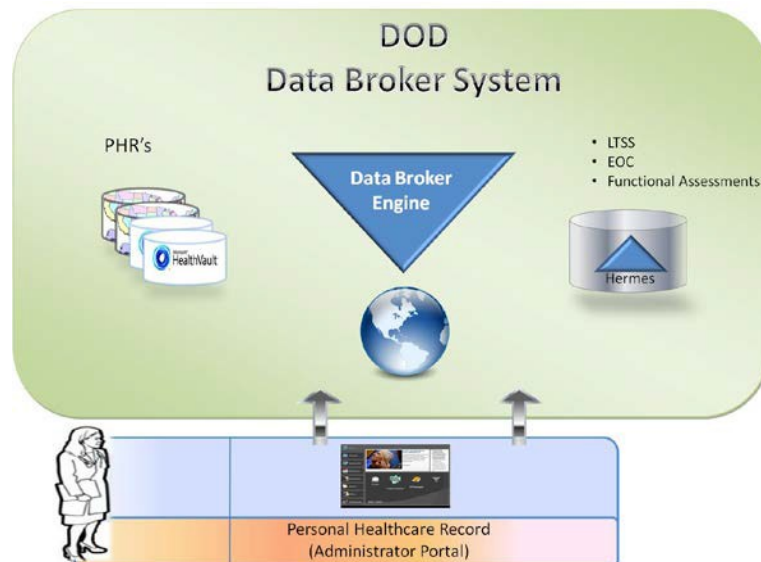 DOD
Data Broker System
PHR's
Data Broker
Engine
• LTSS
• EOC
• Functional Assessments
HealthVault
Hermes
Personal Healthcare Record
(Administrator Portal)